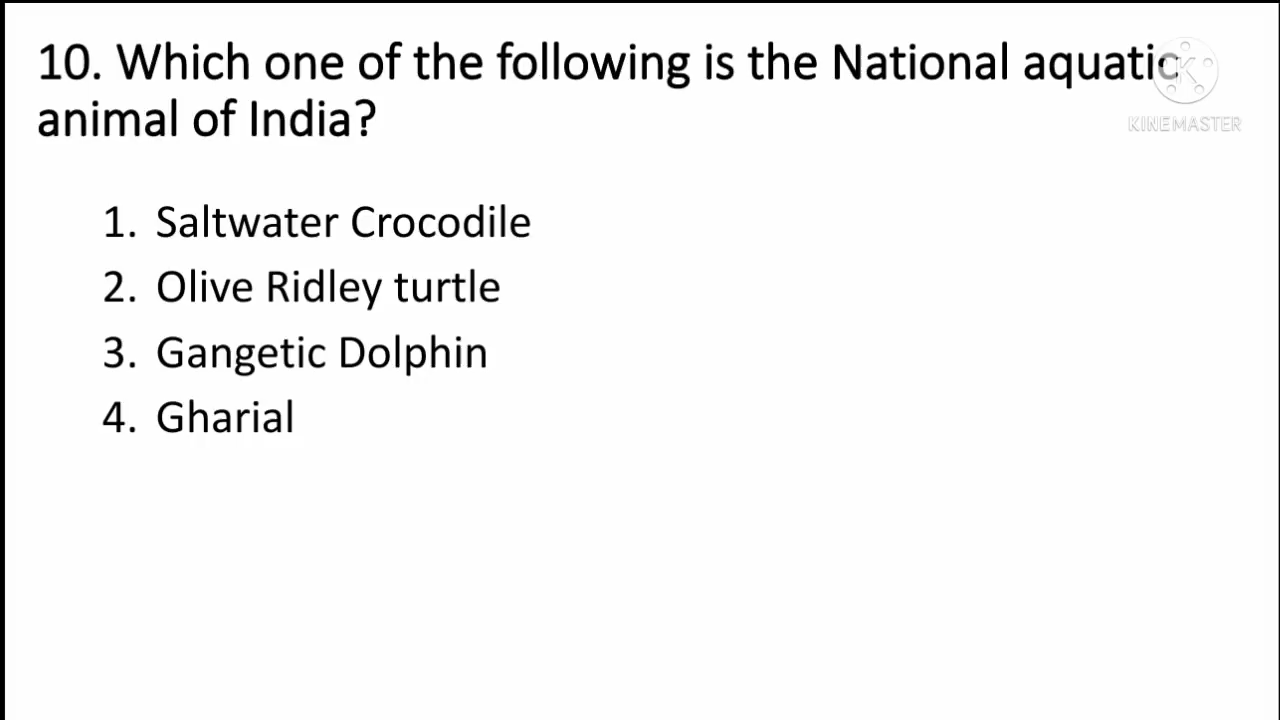 10. Which one of the following is the National aquatic
animal of India?
KINEMASTER
1. Saltwater Crocodile
2. Olive Ridley turtle
3. Gangetic Dolphin
4. Gharial